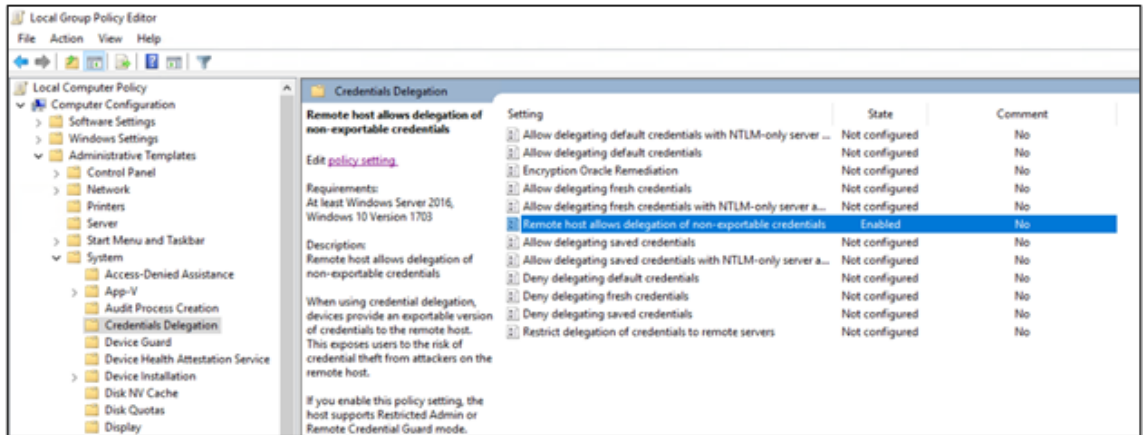 Local Group Policy Editor
File Action View Help
Local Computer Policy
Computer Configuration
Software Settings
Windows Settings
Administrative Templates
Control Panel
Network
Printers
Server
Start Menu and Taskbar
System
Access-Denied Assistance
App-V
Audit Process Creation
Credentials Delegation
Device Guard
Device Health Attestation Service
Device Installation
Disk NV Cache
Disk Quotas
Display
Credentials Delegation
Remote host allows delegation of
non-exportable credentials
Edit policy setting
Requirements:
At least Windows Server 2016,
Windows 10 Version 1703
Description:
Remote host allows delegation of
non-exportable credentials
When using credential delegation,
devices provide an exportable version
of credentials to the remote host.
This exposes users to the risk of
credential theft from attackers on the
remote host.
If you enable this policy setting, the
host supports Restricted Admin or
Remote Credential Guard mode.
Setting State Comment
Allow delegating default credentials with NTLM-only server ... Not configured No
Allow delegating default credentials Not configured No
Encryption Oracle Remediation Not configured No
Allow delegating fresh credentials Not configured No
Allow delegating fresh credentials with NTLM-only server a... Not configured No
Remote host allows delegation of non-exportable credentials Enabled No
Allow delegating saved credentials Not configured No
Allow delegating saved credentials with NTLM-only server a... Not configured No
Deny delegating default credentials Not configured No
Deny delegating fresh credentials Not configured No
Deny delegating saved credentials Not configured No
Restrict delegation of credentials to remote servers Not configured No